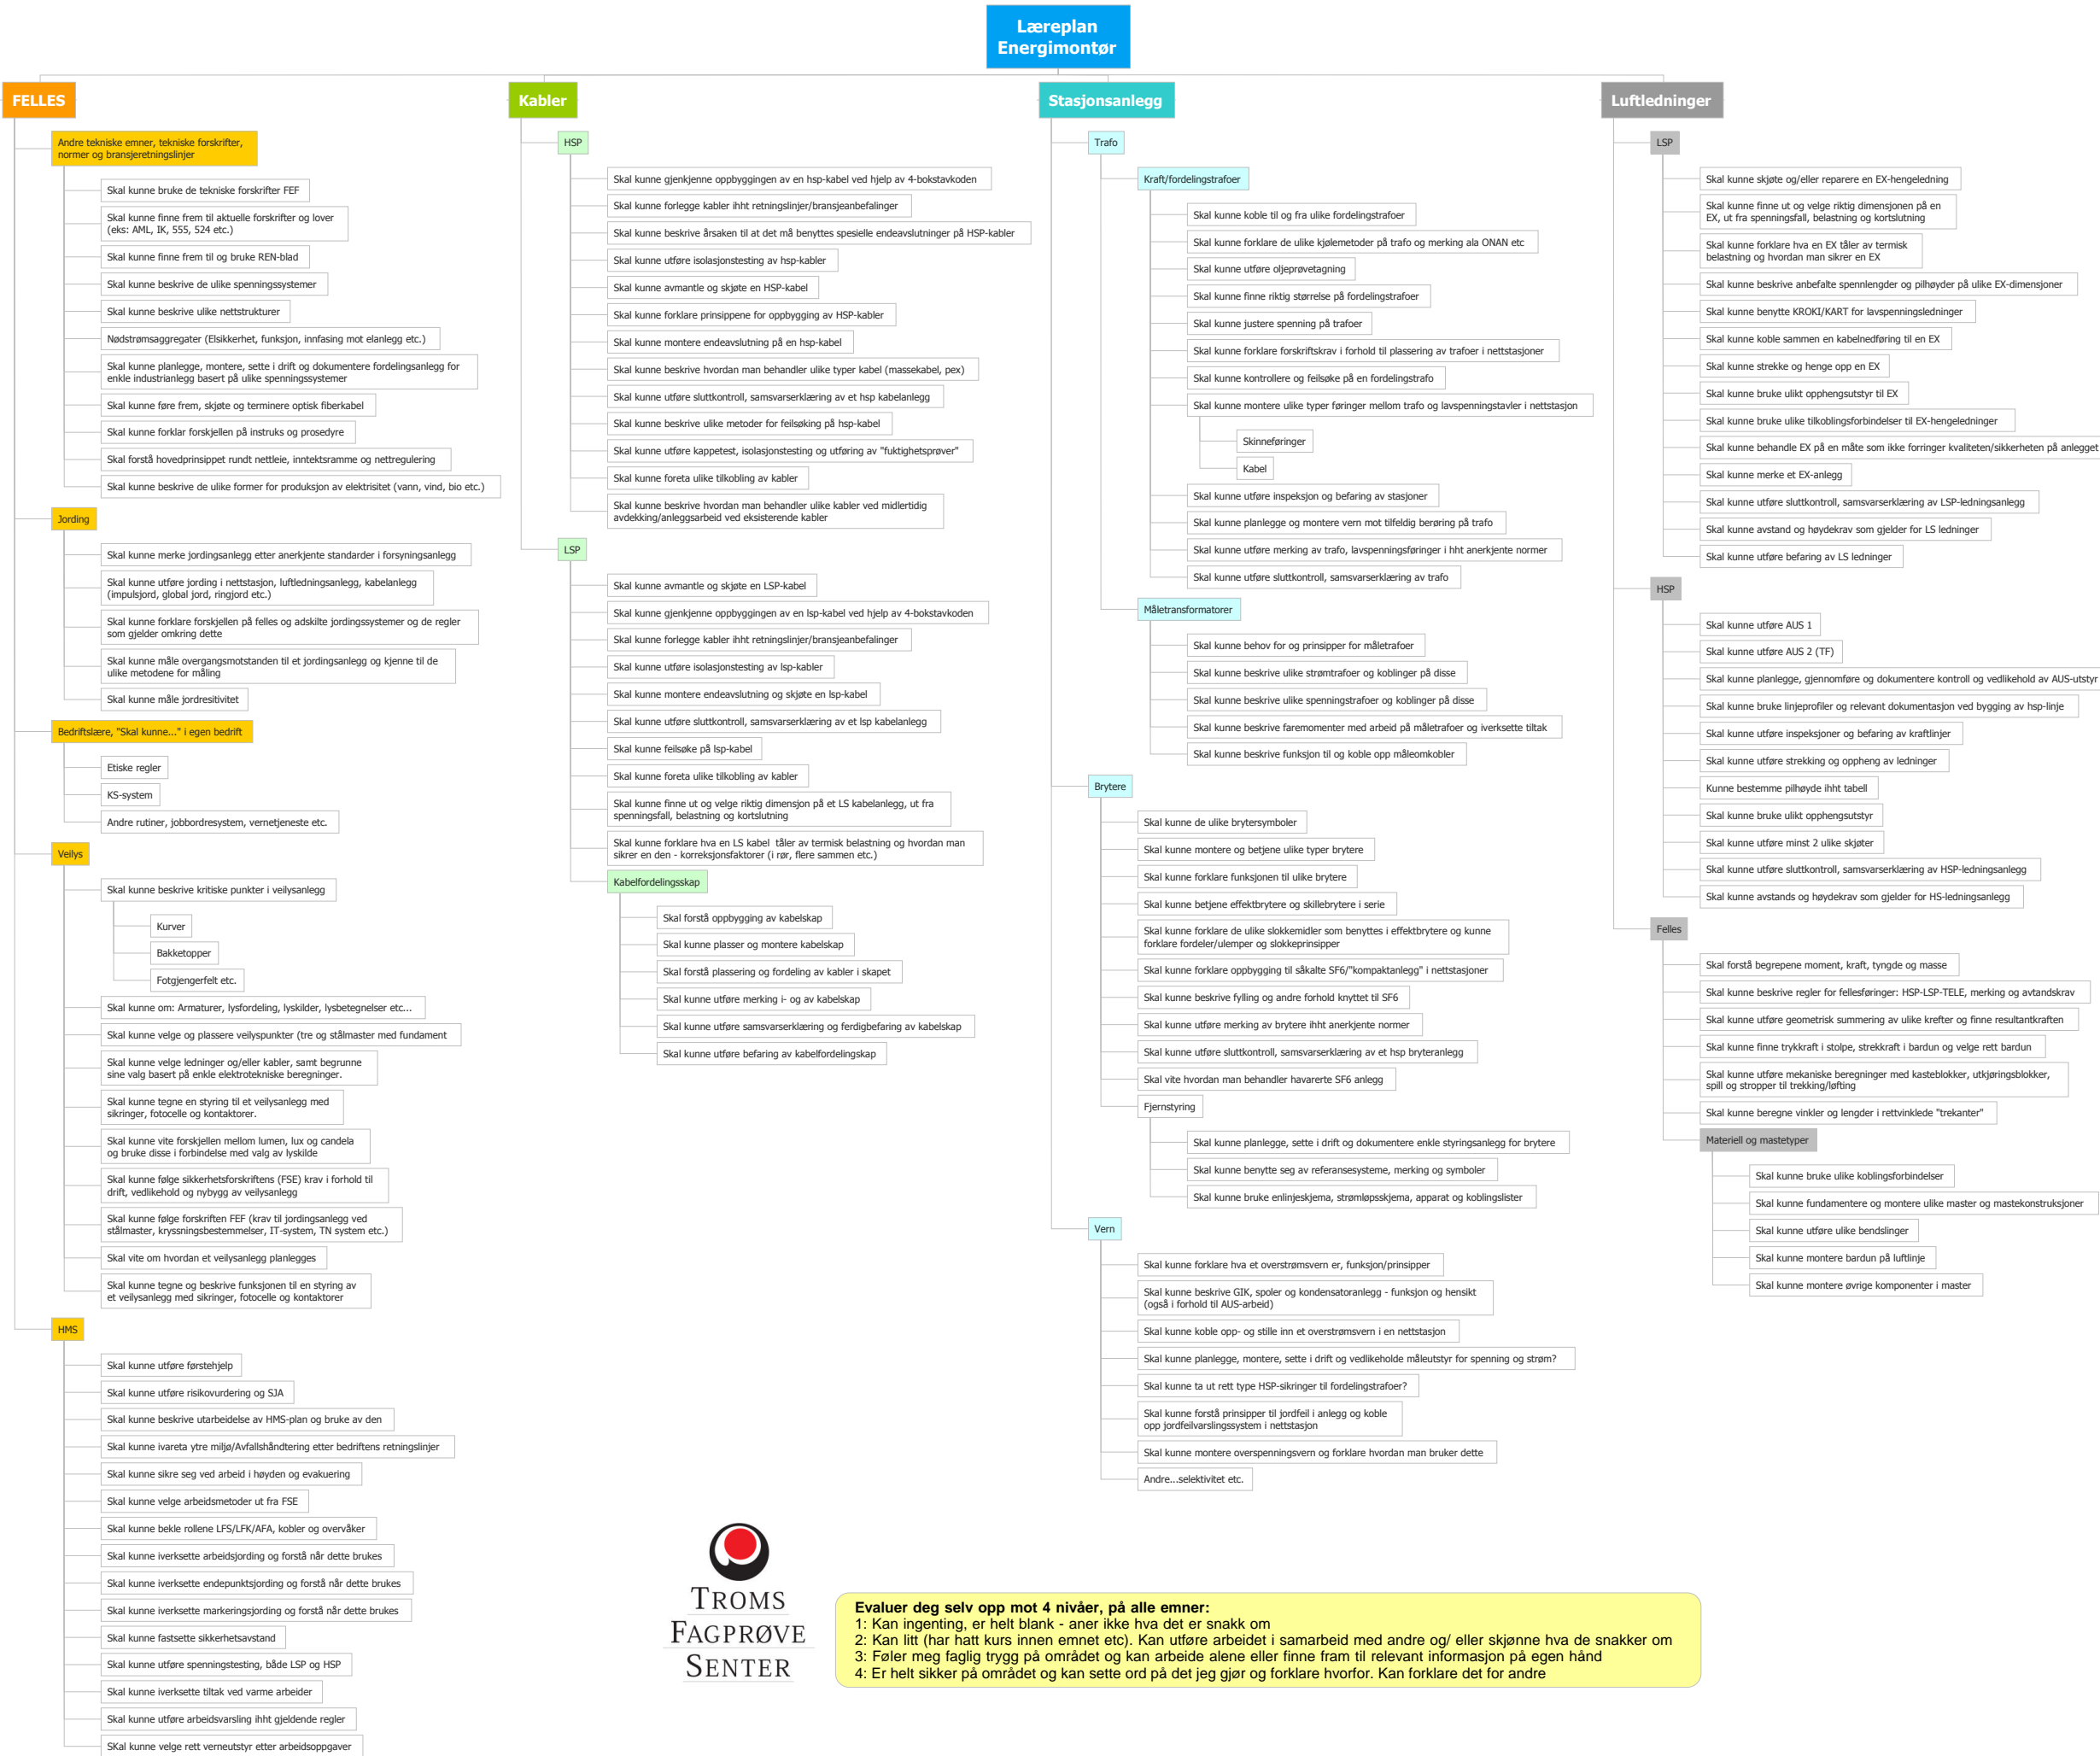 Læreplan
Energimontør
FELLES
Andre tekniske emner, tekniske forskrifter,
normer og bransjeretningslinjer
Skal kunne bruke de tekniske forskrifter FEF
Skal kunne finne frem til aktuelle forskrifter og lover
(eks: AML, IK, 555, 524 etc.)
Skal kunne finne frem til og bruke REN-blad
Skal kunne beskrive de ulike spenningssystemer
Skal kunne beskrive ulike nettstrukturer
Nødstrømsaggregater (Elsikkerhet, funksjon, innfasing mot elanlegg etc.)
Skal kunne planlegge, montere, sette i drift og dokumentere fordelingsanlegg for
enkle industrianlegg basert på ulike spenningssystemer
Skal kunne føre frem, skjøte og terminere optisk fiberkabel
Skal kunne forklar forskjellen på instruks og prosedyre
Skal forstå hovedprinsippet rundt nettleie, inntektsramme og nettregulering
Skal kunne beskrive de ulike former for produksjon av elektrisitet (vann, vind, bio etc.)
Jording
Skal kunne merke jordingsanlegg etter anerkjente standarder i forsyningsanlegg
Skal kunne utføre jording i nettstasjon, luftledningsanlegg, kabelanlegg
(impulsjord, global jord, ringjord etc.)
Skal kunne forklare forskjellen på felles og adskilte jordingssystemer og de regler
som gjelder omkring dette
Skal kunne måle overgangsmotstanden til et jordingsanlegg og kjenne til de
ulike metodene for måling
Skal kunne måle jordresitivitet
Bedriftslære, "Skal kunne..." i egen bedrift
Etiske regler
KS-system
Andre rutiner, jobbordresystem, vernetjeneste etc.
Veilys
Skal kunne beskrive kritiske punkter i veilysanlegg
Kurver
Bakketopper
Fotgjengerfelt etc.
Skal kunne om: Armaturer, lysfordeling, lyskilder, lysbetegnelser etc...
Skal kunne velge og plassere veilyspunkter (tre og stålmaster med fundament
Skal kunne velge ledninger og/eller kabler, samt begrunne
sine valg basert på enkle elektrotekniske beregninger.
Skal kunne tegne en styring til et veilysanlegg med
sikringer, fotocelle og kontaktorer.
Skal kunne vite forskjellen mellom lumen, lux og candela
og bruke disse i forbindelse med valg av lyskilde
Skal kunne følge sikkerhetsforskriftens (FSE) krav i forhold til
drift, vedlikehold og nybygg av veilysanlegg
Skal kunne følge forskriften FEF (krav til jordingsanlegg ved
stålmaster, kryssningsbestemmelser, IT-system, TN system etc.)
Skal vite om hvordan et veilysanlegg planlegges
Skal kunne tegne og beskrive funksjonen til en styring av
et veilysanlegg med sikringer, fotocelle og kontaktorer
HMS
Skal kunne utføre førstehjelp
Skal kunne utføre risikovurdering og SJA
Skal kunne beskrive utarbeidelse av HMS-plan og bruke av den
Skal kunne ivareta ytre miljø/Avfallshåndtering etter bedriftens retningslinjer
Skal kunne sikre seg ved arbeid i høyden og evakuering
Skal kunne velge arbeidsmetoder ut fra FSE
Skal kunne bekle rollene LFS/LFK/AFA, kobler og overvåker
Skal kunne iverksette arbeidsjording og forstå når dette brukes
Skal kunne iverksette endepunktsjording og forstå når dette brukes
Skal kunne iverksette markeringsjording og forstå når dette brukes
Skal kunne fastsette sikkerhetsavstand
Skal kunne utføre spenningstesting, både LSP og HSP
Skal kunne iverksette tiltak ved varme arbeider
Skal kunne utføre arbeidsvarsling ihht gjeldende regler
SKal kunne velge rett verneutstyr etter arbeidsoppgaver
Kabler
HSP
Skal kunne gjenkjenne oppbyggingen av en hsp-kabel ved hjelp av 4-bokstavkoden
Skal kunne forlegge kabler ihht retningslinjer/bransjeanbefalinger
Skal kunne beskrive årsaken til at det må benyttes spesielle endeavslutninger på HSP-kabler
Skal kunne utføre isolasjonstesting av hsp-kabler
Skal kunne avmantle og skjøte en HSP-kabel
Skal kunne forklare prinsippene for oppbygging av HSP-kabler
Skal kunne montere endeavslutning på en hsp-kabel
Skal kunne beskrive hvordan man behandler ulike typer kabel (massekabel, pex)
Skal kunne utføre sluttkontroll, samsvarserklæring av et hsp kabelanlegg
Skal kunne beskrive ulike metoder for feilsøking på hsp-kabel
Skal kunne utføre kappetest, isolasjonstesting og utføring av "fuktighetsprøver"
Skal kunne foreta ulike tilkobling av kabler
Skal kunne beskrive hvordan man behandler ulike kabler ved midlertidig
avdekking/anleggsarbeid ved eksisterende kabler
LSP
Skal kunne avmantle og skjøte en LSP-kabel
Skal kunne gjenkjenne oppbyggingen av en lsp-kabel ved hjelp av 4-bokstavkoden
Skal kunne forlegge kabler ihht retningslinjer/bransjeanbefalinger
Skal kunne utføre isolasjonstesting av lsp-kabler
Skal kunne montere endeavslutning og skjøte en lsp-kabel
Skal kunne utføre sluttkontroll, samsvarserklæring av et lsp kabelanlegg
Skal kunne feilsøke på lsp-kabel
Skal kunne foreta ulike tilkobling av kabler
Skal kunne finne ut og velge riktig dimensjon på et LS kabelanlegg, ut fra
spenningsfall, belastning og kortslutning
Skal kunne forklare hva en LS kabel  tåler av termisk belastning og hvordan man
sikrer en den - korreksjonsfaktorer (i rør, flere sammen etc.)
Kabelfordelingsskap
Skal forstå oppbygging av kabelskap
Skal kunne plasser og montere kabelskap
Skal forstå plassering og fordeling av kabler i skapet
Skal kunne utføre merking i- og av kabelskap
Skal kunne utføre samsvarserklæring og ferdigbefaring av kabelskap
Skal kunne utføre befaring av kabelfordelingskap
Stasjonsanlegg
Trafo
Kraft/fordelingstrafoer
Skal kunne koble til og fra ulike fordelingstrafoer
Skal kunne forklare de ulike kjølemetoder på trafo og merking ala ONAN etc
Skal kunne utføre oljeprøvetagning
Skal kunne finne riktig størrelse på fordelingstrafoer
Skal kunne justere spenning på trafoer
Skal kunne forklare forskriftskrav i forhold til plassering av trafoer i nettstasjoner
Skal kunne kontrollere og feilsøke på en fordelingstrafo
Skal kunne montere ulike typer føringer mellom trafo og lavspenningstavler i nettstasjon
Skinneføringer
Kabel
Skal kunne utføre inspeksjon og befaring av stasjoner
Skal kunne planlegge og montere vern mot tilfeldig berøring på trafo
Skal kunne utføre merking av trafo, lavspenningsføringer i hht anerkjente normer
Skal kunne utføre sluttkontroll, samsvarserklæring av trafo
Måletransformatorer
Skal kunne behov for og prinsipper for måletrafoer
Skal kunne beskrive ulike strømtrafoer og koblinger på disse
Skal kunne beskrive ulike spenningstrafoer og koblinger på disse
Skal kunne beskrive faremomenter med arbeid på måletrafoer og iverksette tiltak
Skal kunne beskrive funksjon til og koble opp måleomkobler
Brytere
Skal kunne de ulike brytersymboler
Skal kunne montere og betjene ulike typer brytere
Skal kunne forklare funksjonen til ulike brytere
Skal kunne betjene effektbrytere og skillebrytere i serie
Skal kunne forklare de ulike slokkemidler som benyttes i effektbrytere og kunne
forklare fordeler/ulemper og slokkeprinsipper
Skal kunne forklare oppbygging til såkalte SF6/"kompaktanlegg" i nettstasjoner
Skal kunne beskrive fylling og andre forhold knyttet til SF6
Skal kunne utføre merking av brytere ihht anerkjente normer
Skal kunne utføre sluttkontroll, samsvarserklæring av et hsp bryteranlegg
Skal vite hvordan man behandler havarerte SF6 anlegg
Fjernstyring
Skal kunne planlegge, sette i drift og dokumentere enkle styringsanlegg for brytere
Skal kunne benytte seg av referansesysteme, merking og symboler
Skal kunne bruke enlinjeskjema, strømløpsskjema, apparat og koblingslister
Vern
Skal kunne forklare hva et overstrømsvern er, funksjon/prinsipper
Skal kunne beskrive GIK, spoler og kondensatoranlegg - funksjon og hensikt
(også i forhold til AUS-arbeid)
Skal kunne koble opp- og stille inn et overstrømsvern i en nettstasjon
Skal kunne planlegge, montere, sette i drift og vedlikeholde måleutstyr for spenning og strøm?
Skal kunne ta ut rett type HSP-sikringer til fordelingstrafoer?
Skal kunne forstå prinsipper til jordfeil i anlegg og koble
opp jordfeilvarslingssystem i nettstasjon
Skal kunne montere overspenningsvern og forklare hvordan man bruker dette
Andre...selektivitet etc.
Luftledninger
LSP
Skal kunne skjøte og/eller reparere en EX-hengeledning
Skal kunne finne ut og velge riktig dimensjonen på en
EX, ut fra spenningsfall, belastning og kortslutning
Skal kunne forklare hva en EX tåler av termisk
belastning og hvordan man sikrer en EX
Skal kunne beskrive anbefalte spennlengder og pilhøyder på ulike EX-dimensjoner
Skal kunne benytte KROKI/KART for lavspenningsledninger
Skal kunne koble sammen en kabelnedføring til en EX
Skal kunne strekke og henge opp en EX
Skal kunne bruke ulikt opphengsutstyr til EX
Skal kunne bruke ulike tilkoblingsforbindelser til EX-hengeledninger
Skal kunne behandle EX på en måte som ikke forringer kvaliteten/sikkerheten på anlegget
Skal kunne merke et EX-anlegg
Skal kunne utføre sluttkontroll, samsvarserklæring av LSP-ledningsanlegg
Skal kunne avstand og høydekrav som gjelder for LS ledninger
Skal kunne utføre befaring av LS ledninger
HSP
Skal kunne utføre AUS 1
Skal kunne utføre AUS 2 (TF)
Skal kunne planlegge, gjennomføre og dokumentere kontroll og vedlikehold av AUS-utstyr
Skal kunne bruke linjeprofiler og relevant dokumentasjon ved bygging av hsp-linje
Skal kunne utføre inspeksjoner og befaring av kraftlinjer
Skal kunne utføre strekking og oppheng av ledninger
Kunne bestemme pilhøyde ihht tabell
Skal kunne bruke ulikt opphengsutstyr
Skal kunne utføre minst 2 ulike skjøter
Skal kunne utføre sluttkontroll, samsvarserklæring av HSP-ledningsanlegg
Skal kunne avstands og høydekrav som gjelder for HS-ledningsanlegg
Felles
Skal forstå begrepene moment, kraft, tyngde og masse
Skal kunne beskrive regler for fellesføringer: HSP-LSP-TELE, merking og avtandskrav
Skal kunne utføre geometrisk summering av ulike krefter og finne resultantkraften
Skal kunne finne trykkraft i stolpe, strekkraft i bardun og velge rett bardun
Skal kunne utføre mekaniske beregninger med kasteblokker, utkjøringsblokker,
spill og stropper til trekking/løfting
Skal kunne beregne vinkler og lengder i rettvinklede "trekanter"
Materiell og mastetyper
Skal kunne bruke ulike koblingsforbindelser
Skal kunne fundamentere og montere ulike master og mastekonstruksjoner
Skal kunne utføre ulike bendslinger
Skal kunne montere bardun på luftlinje
Skal kunne montere øvrige komponenter i master
TROMS
FAGPRØVE
SENTER
Evaluer deg selv opp mot 4 nivåer, på alle emner:
1: Kan ingenting, er helt blank - aner ikke hva det er snakk om
2: Kan litt (har hatt kurs innen emnet etc). Kan utføre arbeidet i samarbeid med andre og/ eller skjønne hva de snakker om
3: Føler meg faglig trygg på området og kan arbeide alene eller finne fram til relevant informasjon på egen hånd
4: Er helt sikker på området og kan sette ord på det jeg gjør og forklare hvorfor. Kan forklare det for andre